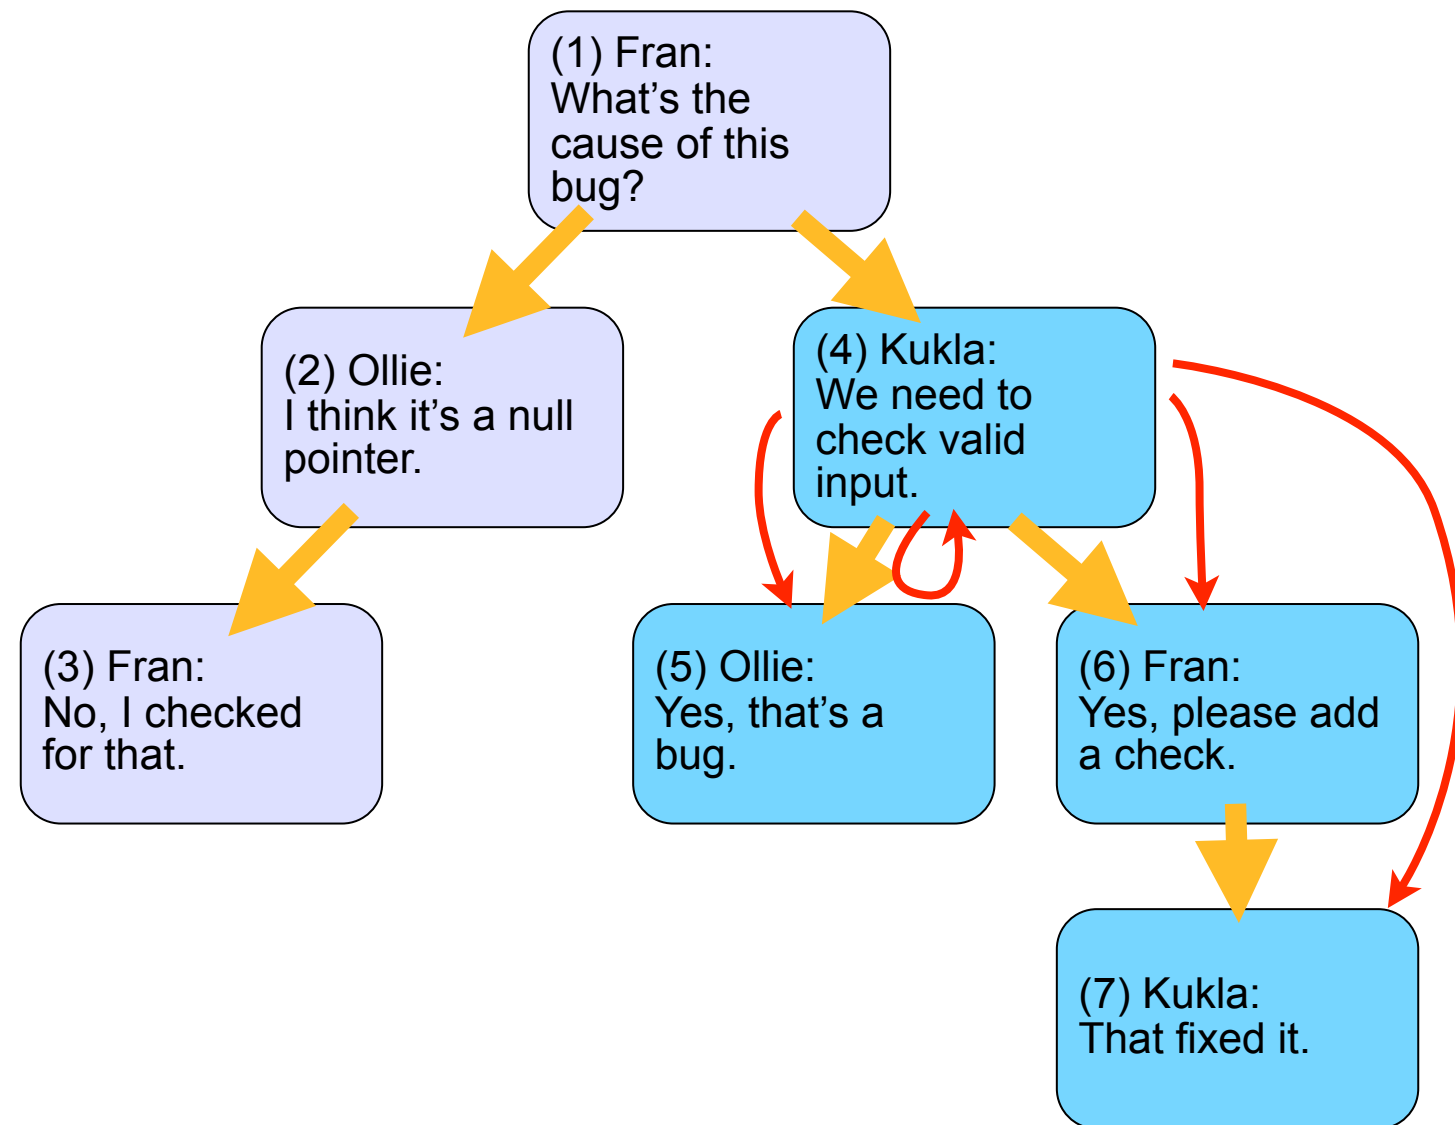 (1) Fran:
What’s the
cause of this
bug?
(2) Ollie:
I think it’s a null
pointer.
(4) Kukla:
We need to
check valid
input.
(3) Fran:
No, I checked
for that.
(5) Ollie:
Yes, that’s a
bug.
(6) Fran:
Yes, please add
a check.
(7) Kukla:
That fixed it.